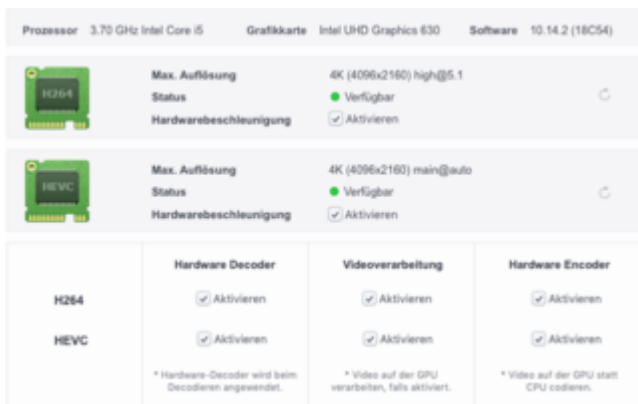 Prozessor 3.70 GHz Intel Core i5 Grafikkarte Intel UHD Graphics 630 Software 10.14.2 (18C54)
H264
Max. Auflösung 4K (4096x2160) high@5.1
Status Verfügbar
Hardwarebeschleunigung Aktivieren
HEVC
Max. Auflösung 4K (4096x2160) main@auto
Status Verfügbar
Hardwarebeschleunigung Aktivieren
Hardware Decoder Videoverarbeitung Hardware Encoder
H264 Aktivieren Aktivieren Aktivieren
HEVC Aktivieren Aktivieren Aktivieren
* Hardware-Decoder wird beim * Video auf der GPU * Video auf der GPU statt
Decodieren angewendet. verarbeiten, falls aktiviert. CPU codieren.